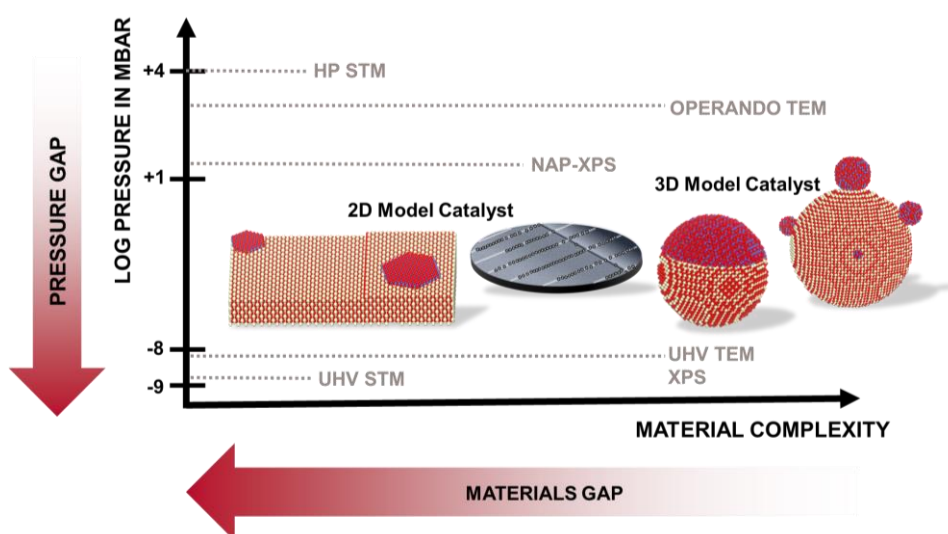 PRESSURE GAP
LOG PRESSURE IN MBAR
+4
HP STM
OPERANDO TEM
NAP-XPS
+1
3D Model Catalyst
2D Model Catalyst
-8
UHV TEM
XPS
UHV STM
-9
MATERIAL COMPLEXITY
MATERIALS GAP